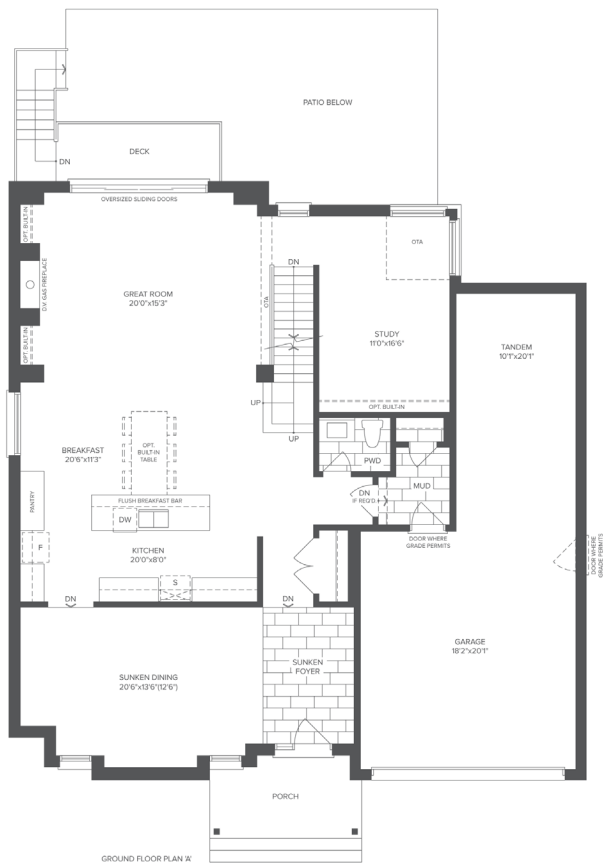 PATIO BELOW
DECK
DN
OVERSIZED SLIDING DOORS
OPT. BUILT-IN
OTA
DN
D.V. GAS FIREPLACE
GREAT ROOM
20'0"x15'3"
OTA
STUDY
11'0"x16'6"
TANDEM
10'1"x20'1"
OPT. BUILT-IN
UP
OPT. BUILT-IN
UP
BREAKFAST
20'6"x11'3"
OPT.
BUILT-IN
TABLE
PWD
MUD
PANTRY
FLUSH BREAKFAST BAR
DN
IF REQ'D
DW
DOOR WHERE
GRADE PERMITS
F
KITCHEN
20'0"x8'0"
DOOR WHERE
GRADE PERMITS
S
DN
DN
GARAGE
18'2"x20'1"
SUNKEN DINING
20'6"x13'6"(12'6")
SUNKEN
FOYER
PORCH
GROUND FLOOR PLAN 'A'